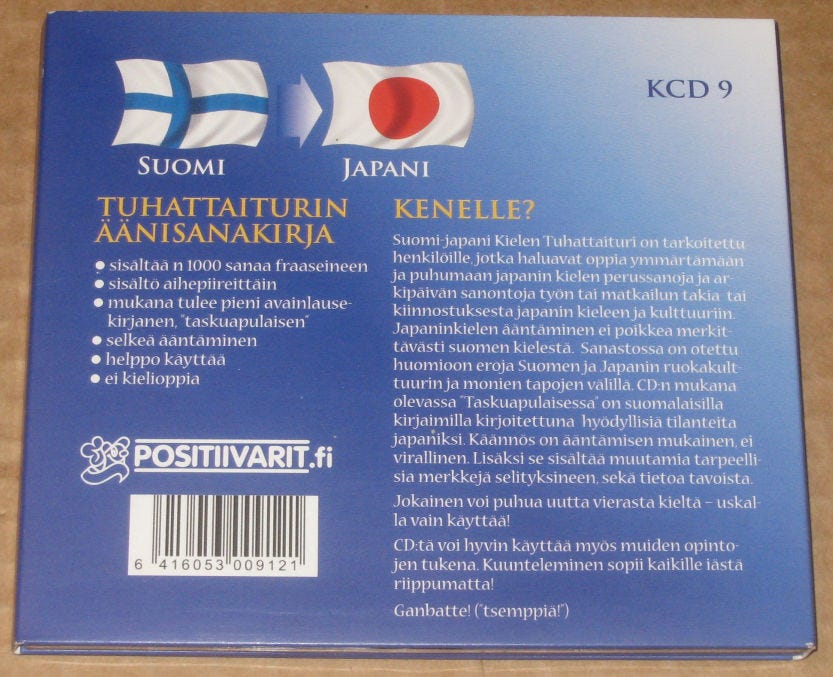 KCD 9
SUOMI
JAPANI
TUHATTAITURIN
ÄÄNISANAKIRJA
• sisältää n 1000 sanaa fraaseineen
• sisältö aihepiireittäin
• mukana tulee pieni avainlause-
kirjanen, "taskuapulaisen"
• selkeä ääntäminen
• helppo käyttää
• ei kielioppia
POSITIIVARIT.fi
6 416053 009121
KENELLE?
Suomi-japani Kielen Tuhattaituri on tarkoitettu
henkilöille, jotka haluavat oppia ymmärtämään
ja puhumaan japanin kielen perussanoja ja ar-
kipäivän sanontoja työn tai matkailun takia tai
kiinnostuksesta japanin kieleen ja kulttuuriin.
Japaninkielen ääntäminen ei poikkea merkit-
tävästi suomen kielestä. Sanastossa on otettu
huomioon eroja Suomen ja Japanin ruokakult-
tuurin ja monien tapojen välillä. CD:n mukana
olevassa "Taskuapulaisessa" on suomalaisilla
kirjaimilla kirjoitettuna hyödyllisiä tilanteita
japaniksi. Käännös on ääntämisen mukainen, ei
virallinen. Lisäksi se sisältää muutamia tarpeelli-
sia merkkejä selityksineen, sekä tietoa tavoista.
Jokainen voi puhua uutta vierasta kieltä – uskal-
la vain käyttää!
CD:tä voi hyvin käyttää myös muiden opinto-
jen tukena. Kuunteleminen sopii kaikille iästä
riippumatta!
Ganbatte! ("tsemppiä!")